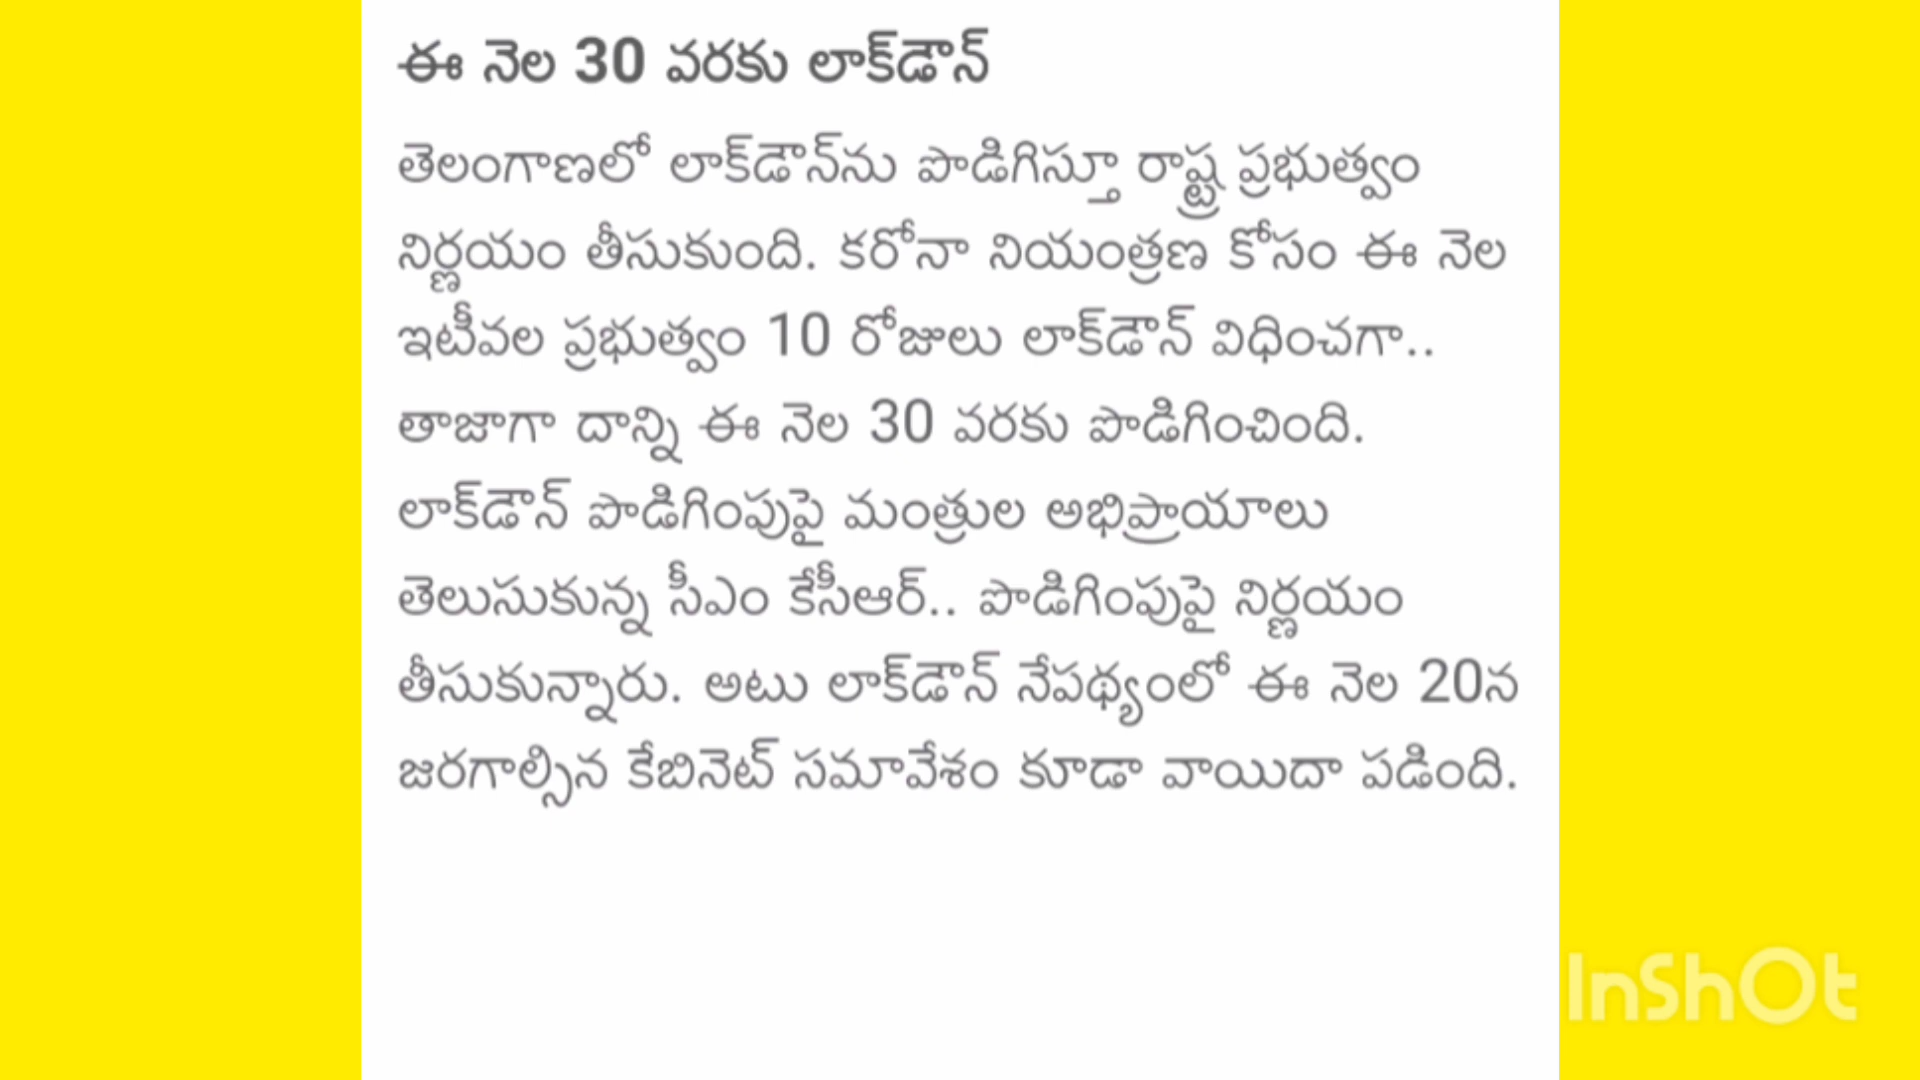 ఈ నెల 30 వరకు లాక్‌డౌన్
తెలంగాణలో లాక్‌డౌన్‌ను పొడిగిస్తూ రాష్ట్ర ప్రభుత్వం
నిర్ణయం తీసుకుంది. కరోనా నియంత్రణ కోసం ఈ నెల
ఇటీవల ప్రభుత్వం 10 రోజులు లాక్‌డౌన్ విధించగా..
తాజాగా దాన్ని ఈ నెల 30 వరకు పొడిగించింది.
లాక్‌డౌన్ పొడిగింపుపై మంత్రుల అభిప్రాయాలు
తెలుసుకున్న సీఎం కేసీఆర్.. పొడిగింపుపై నిర్ణయం
తీసుకున్నారు. అటు లాక్‌డౌన్ నేపథ్యంలో ఈ నెల 20న
జరగాల్సిన కేబినెట్ సమావేశం కూడా వాయిదా పడింది.
InShOt